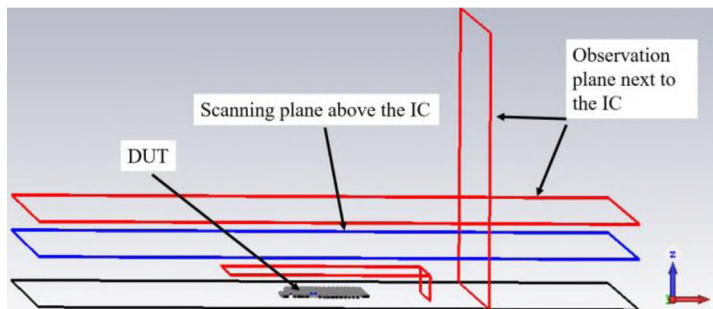 Observation
plane next to
the IC
Scanning plane above the IC
DUT
z